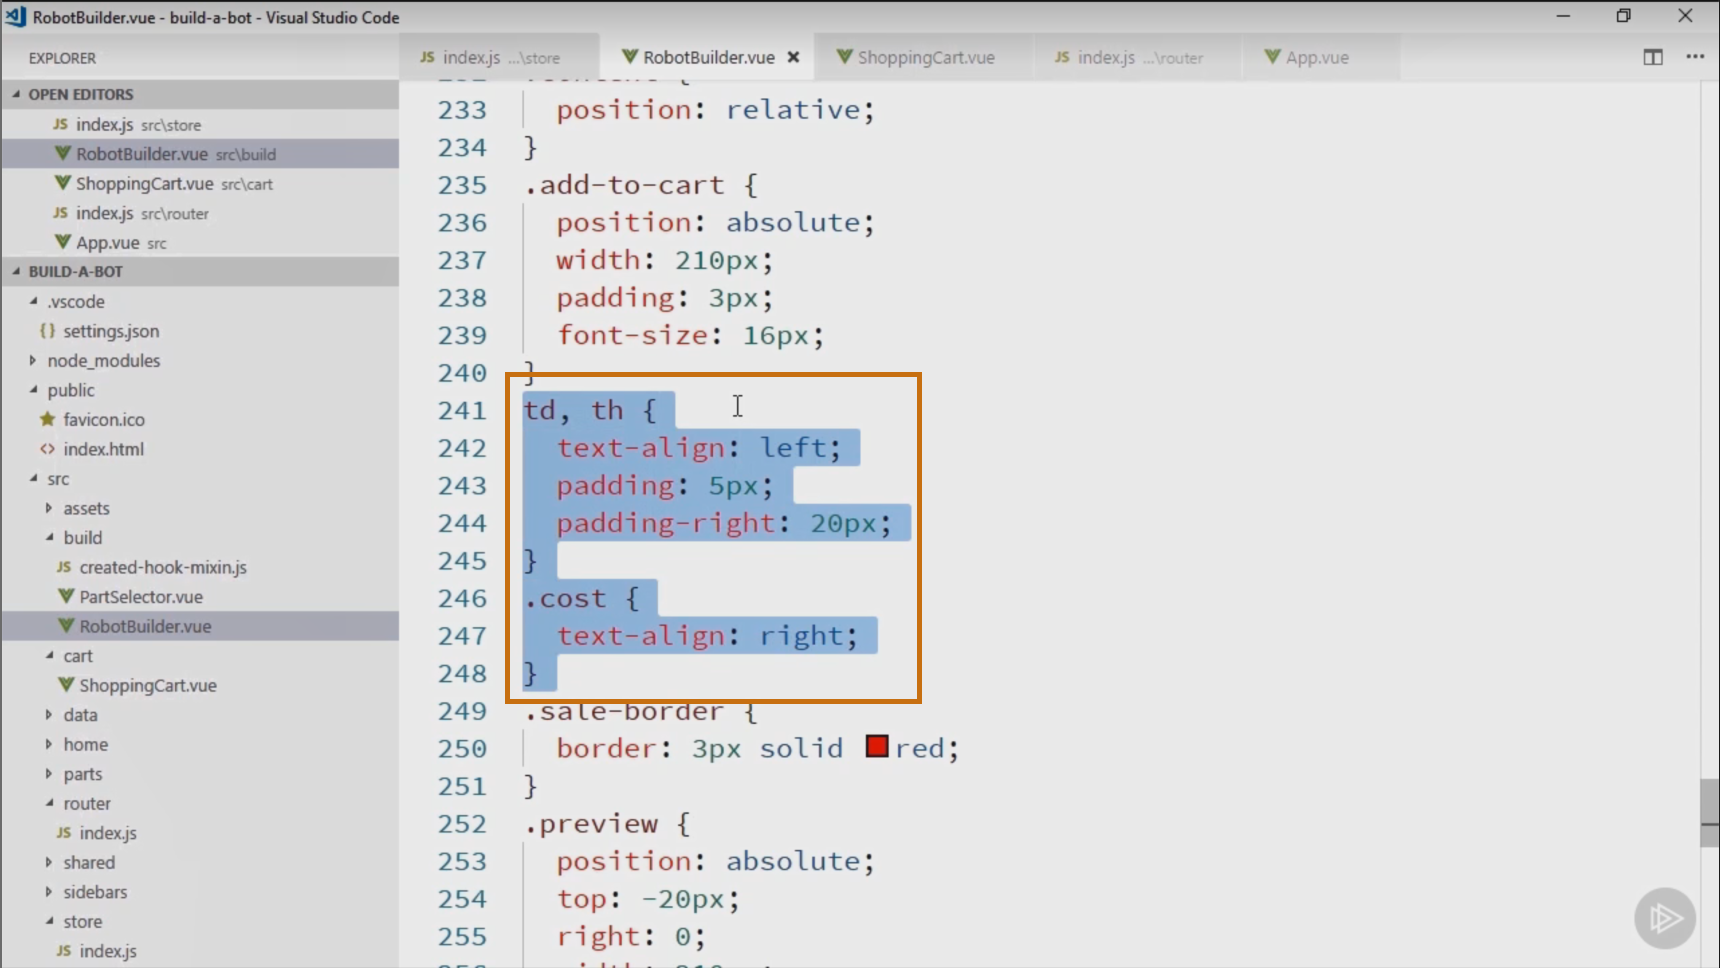 RobotBuilder.vue - build-a-bot - Visual Studio Code
EXPLORER
JS index.js ...\store
RobotBuilder.vue
ShoppingCart.vue
JS index.js ...\router
App.vue
OPEN EDITORS
JS index.js src\store
RobotBuilder.vue src\build
ShoppingCart.vue src\cart
JS index.js src\router
App.vue src
BUILD-A-BOT
.vscode
{} settings.json
node_modules
public
favicon.ico
<> index.html
src
assets
build
JS created-hook-mixin.js
PartSelector.vue
RobotBuilder.vue
cart
ShoppingCart.vue
data
home
parts
router
JS index.js
shared
sidebars
store
JS index.js
233 position: relative;
234 }
235 .add-to-cart {
236 position: absolute;
237 width: 210px;
238 padding: 3px;
239 font-size: 16px;
240 }
241 td, th {
242 text-align: left;
243 padding: 5px;
244 padding-right: 20px;
245 }
246 .cost {
247 text-align: right;
248 }
249 .sale-border {
250 border: 3px solid red;
251 }
252 .preview {
253 position: absolute;
254 top: -20px;
255 right: 0;